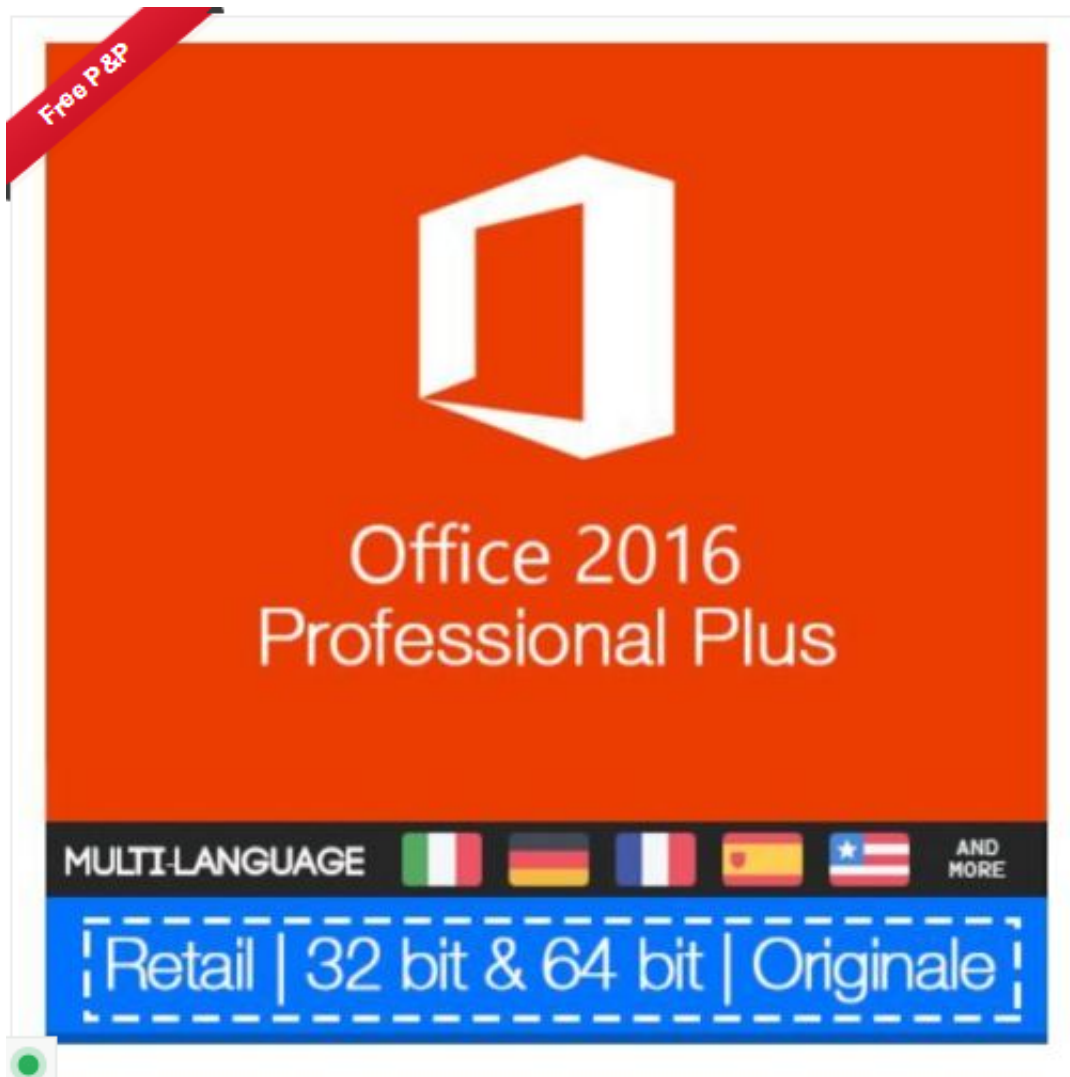 Free P&P
Office 2016
Professional Plus
MULTI-LANGUAGE
AND
MORE
Retail | 32 bit & 64 bit | Originale